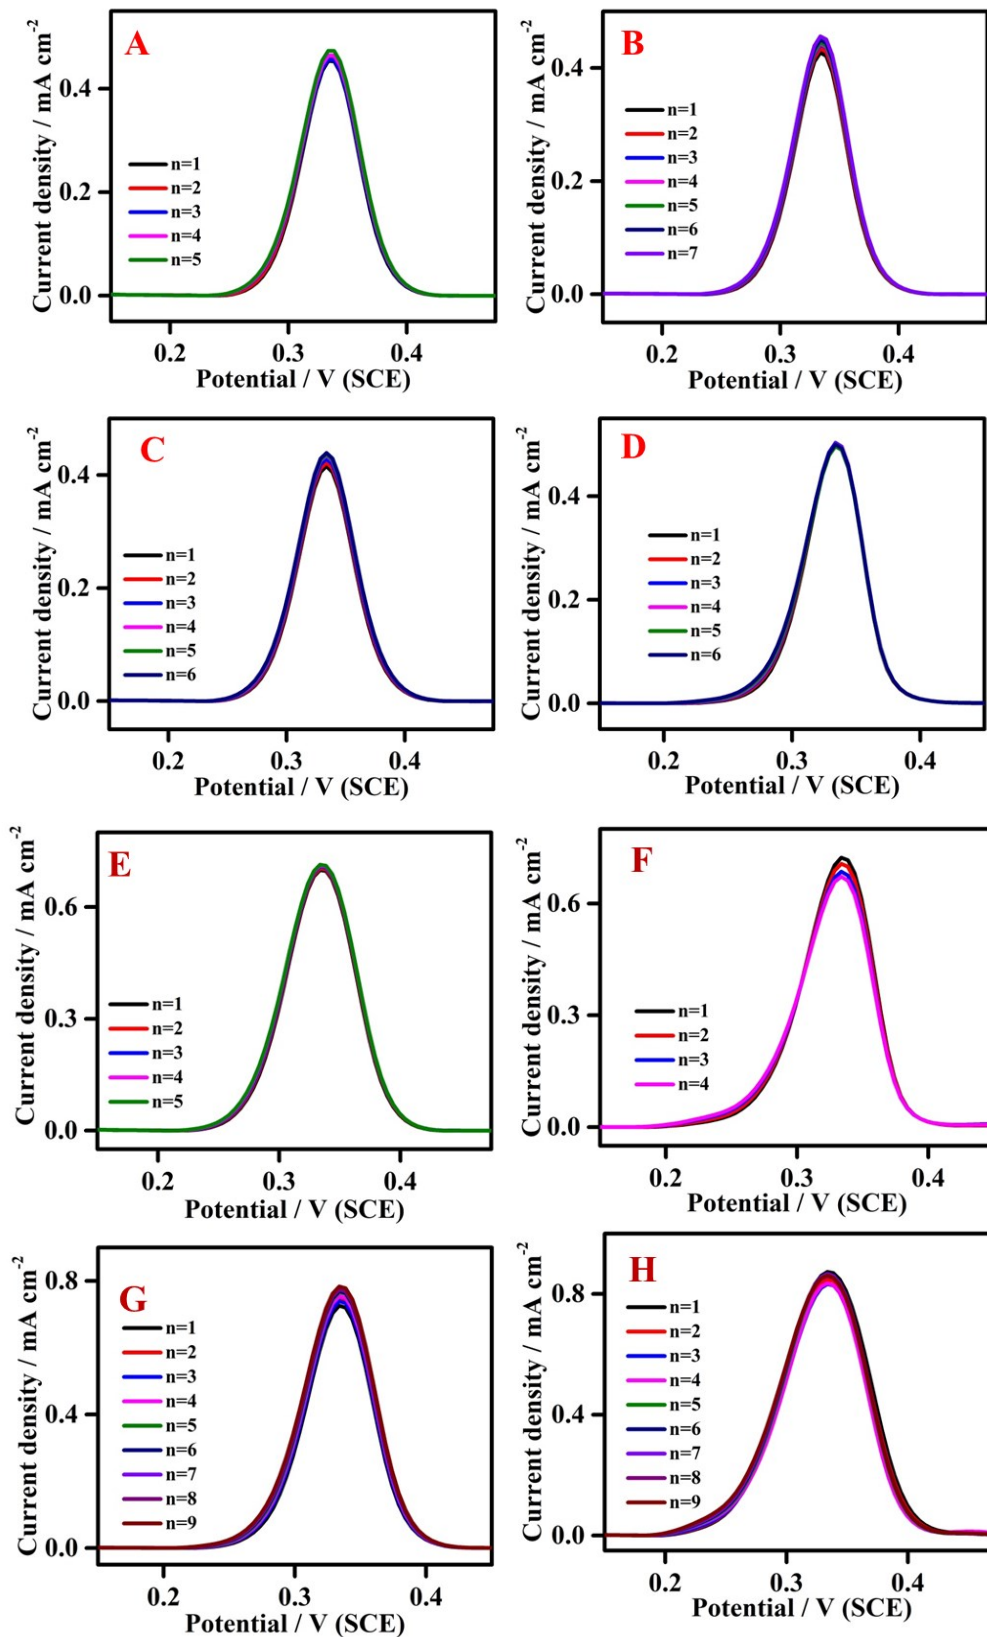 A
Current density / mA cm-2
0.4
0.2
0.0
n=1
n=2
n=3
n=4
n=5
0.2 0.3 0.4
Potential / V (SCE)
B
Current density / mA cm-2
0.4
0.2
0.0
n=1
n=2
n=3
n=4
n=5
n=6
n=7
0.2 0.3 0.4
Potential / V (SCE)
C
Current density / mA cm-2
0.4
0.2
0.0
n=1
n=2
n=3
n=4
n=5
n=6
0.2 0.3 0.4
Potential / V (SCE)
D
Current density / mA cm-2
0.4
0.2
0.0
n=1
n=2
n=3
n=4
n=5
n=6
0.2 0.3 0.4
Potential / V (SCE)
E
Current density / mA cm-2
0.6
0.3
0.0
n=1
n=2
n=3
n=4
n=5
0.2 0.3 0.4
Potential / V (SCE)
F
Current density / mA cm-2
0.6
0.3
0.0
n=1
n=2
n=3
n=4
0.2 0.3 0.4
Potential / V (SCE)
G
Current density / mA cm-2
0.8
0.4
0.0
n=1
n=2
n=3
n=4
n=5
n=6
n=7
n=8
n=9
0.2 0.3 0.4
Potential / V (SCE)
H
Current density / mA cm-2
0.8
0.4
0.0
n=1
n=2
n=3
n=4
n=5
n=6
n=7
n=8
n=9
0.2 0.3 0.4
Potential / V (SCE)